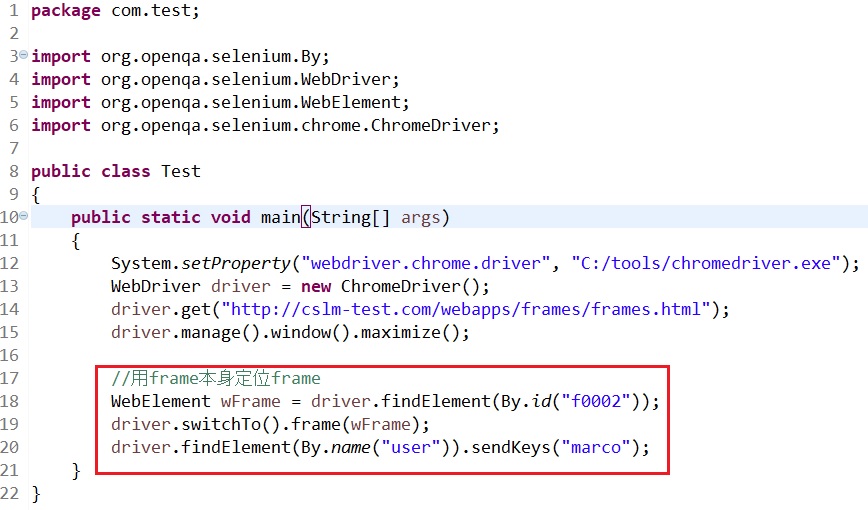 1 package com.test;
2
3 import org.openqa.selenium.By;
4 import org.openqa.selenium.WebDriver;
5 import org.openqa.selenium.WebElement;
6 import org.openqa.selenium.chrome.ChromeDriver;
7
8 public class Test
9 {
10     public static void main(String[] args)
11     {
12         System.setProperty("webdriver.chrome.driver", "C:/tools/chromedriver.exe");
13         WebDriver driver = new ChromeDriver();
14         driver.get("http://cslm-test.com/webapps/frames/frames.html");
15         driver.manage().window().maximize();
16
17         //用frame本身定位frame
18         WebElement wFrame = driver.findElement(By.id("f0002"));
19         driver.switchTo().frame(wFrame);
20         driver.findElement(By.name("user")).sendKeys("marco");
21     }
22 }